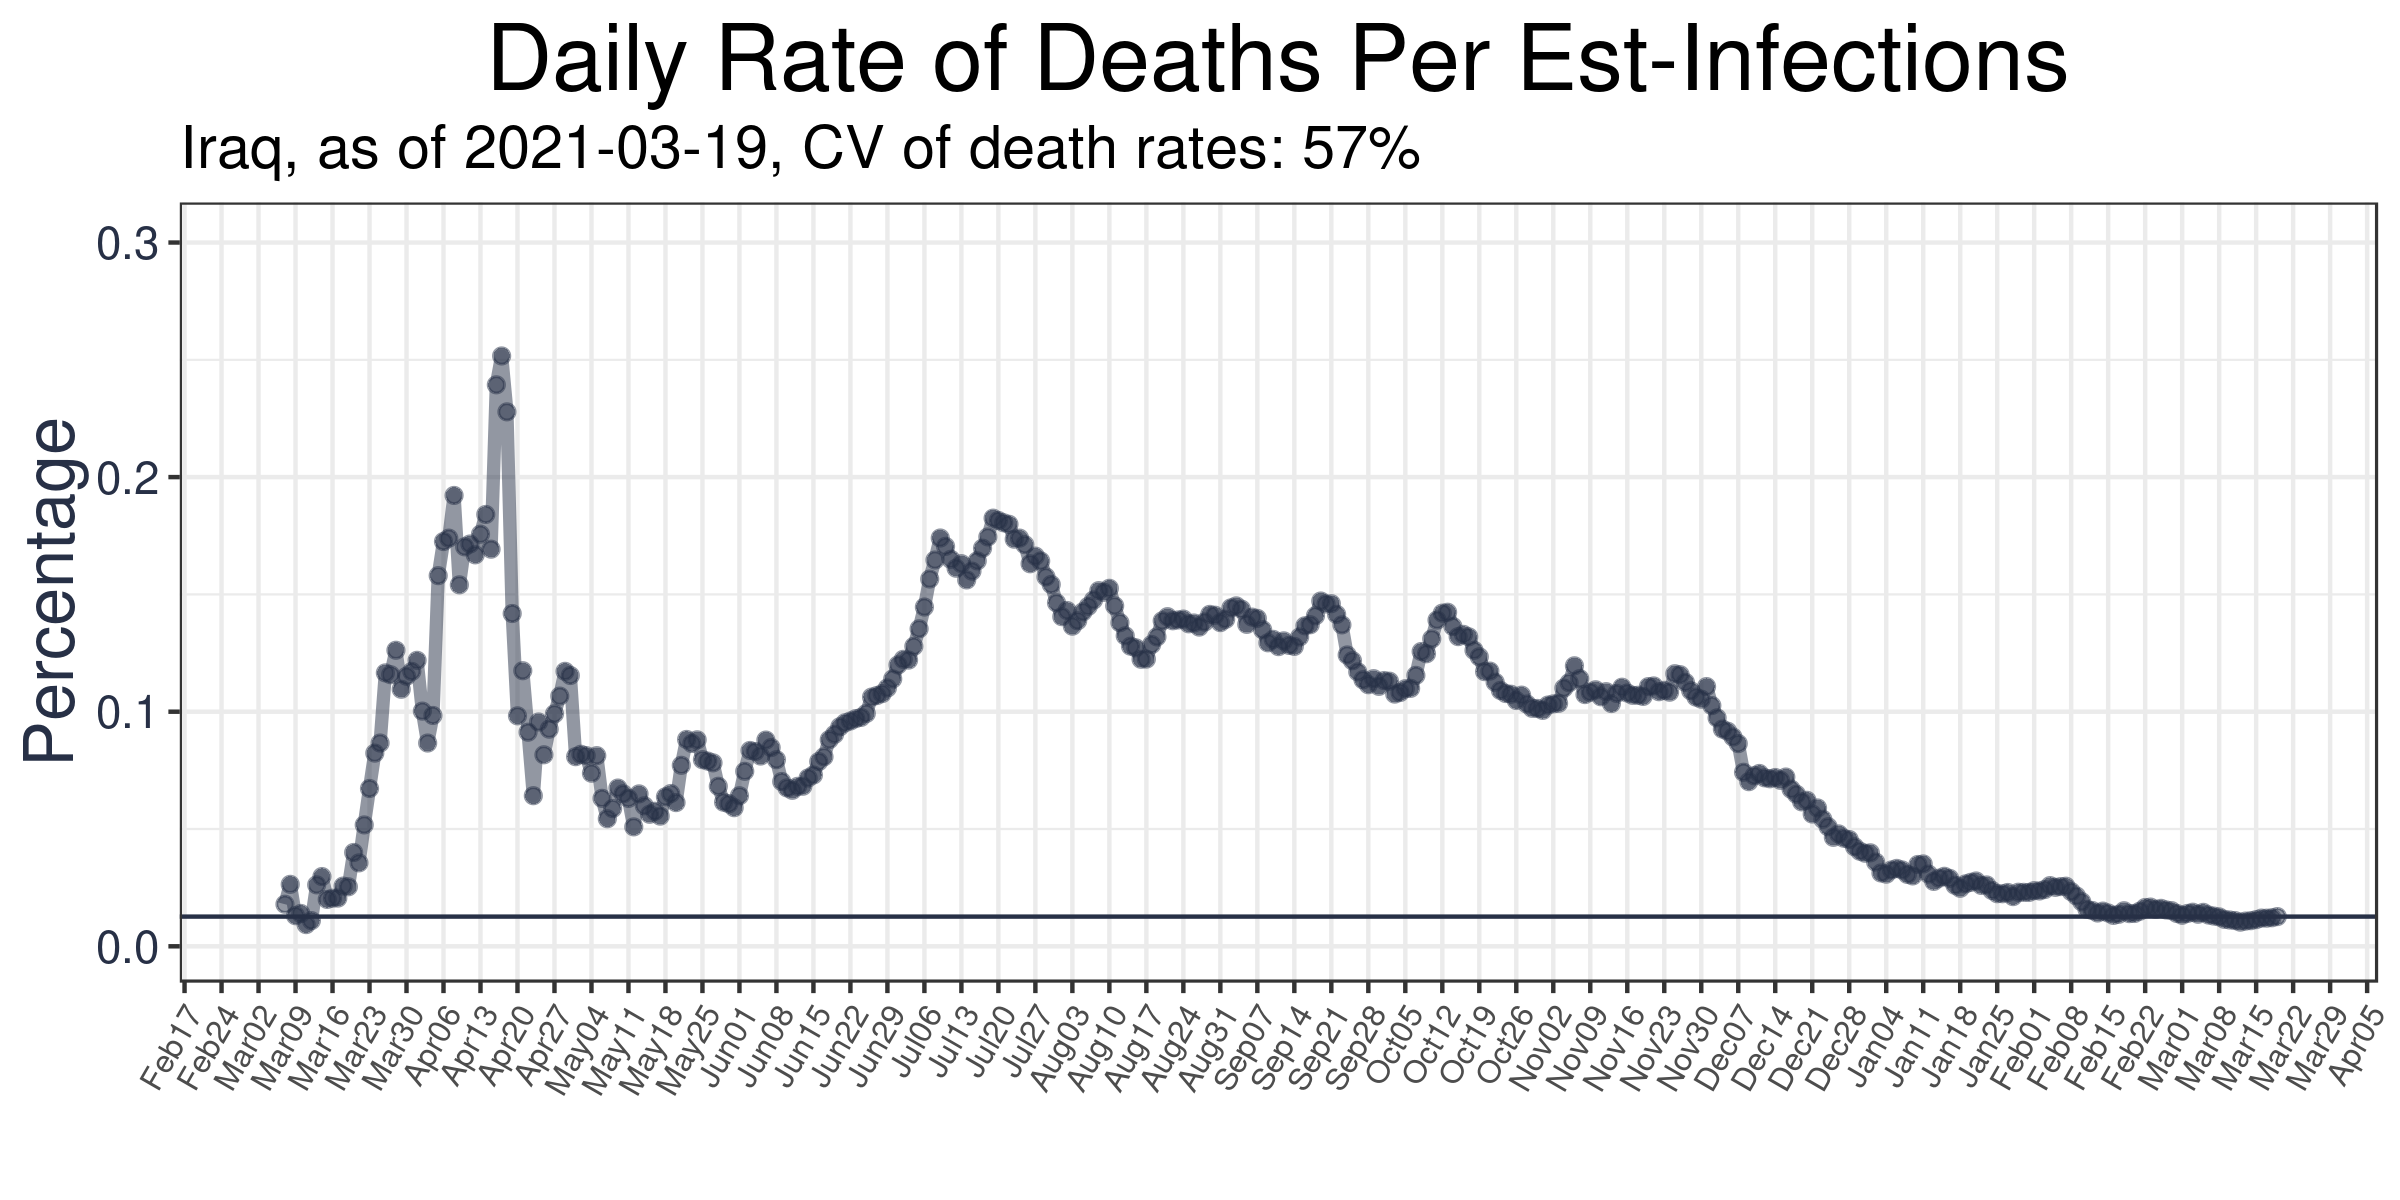 Daily Rate of Deaths Per Est-Infections
Iraq, as of 2021-03-19, CV of death rates: 57%
Percentage
0.3
0.2
0.1
0.0
Feb17
Feb24
Mar02
Mar09
Mar16
Mar23
Mar30
Apr06
Apr13
Apr20
Apr27
May04
May11
May18
May25
Jun01
Jun08
Jun15
Jun22
Jun29
Jul06
Jul13
Jul20
Jul27
Aug03
Aug10
Aug17
Aug24
Aug31
Sep07
Sep14
Sep21
Sep28
Oct05
Oct12
Oct19
Oct26
Nov02
Nov09
Nov16
Nov23
Nov30
Dec07
Dec14
Dec21
Dec28
Jan04
Jan11
Jan18
Jan25
Feb01
Feb08
Feb15
Feb22
Mar01
Mar08
Mar15
Mar22
Mar29
Apr05